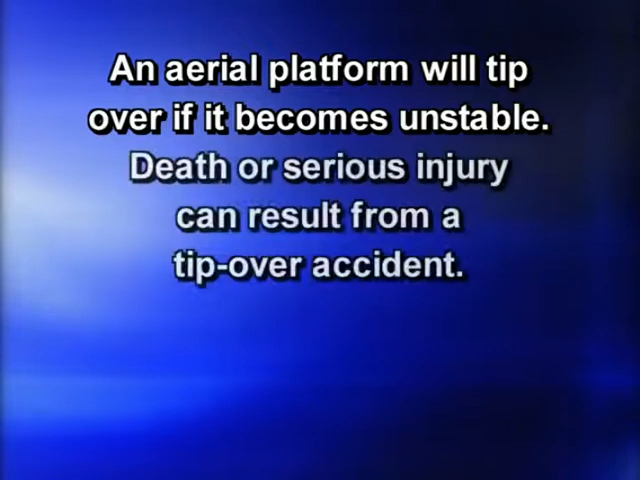 An aerial platform will tip
over if it becomes unstable.
Death or serious injury
can result from a
tip-over accident.